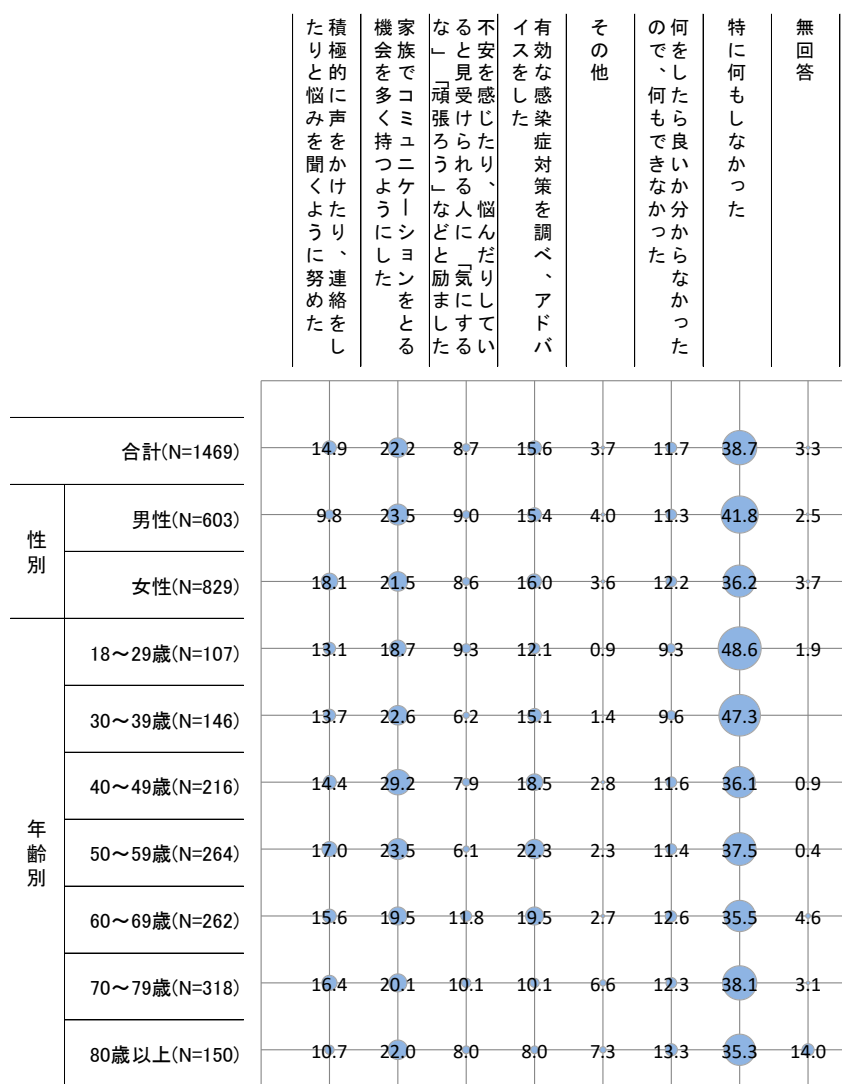 積極的に声をかけたり、連絡をし
たりと悩みを聞くように努めた
家族でコミュニケーションをとる
機会を多く持つようにした
不安を感じたり、悩んだりしてい
ると見受けられる人に「気にする
な」「頑張ろう」などと励ました
有効な感染症対策を調べ、アドバ
イスをした
その他
何をしたら良いか分からなかった
ので、何もできなかった
特に何もしなかった
無回答
合計(N=1469) 14.9 22.2 8.7 15.6 3.7 11.7 38.7 3.3
性別
男性(N=603) 9.8 23.5 9.0 15.4 4.0 11.3 41.8 2.5
女性(N=829) 18.1 21.5 8.6 16.0 3.6 12.2 36.2 3.7
年齢別
18～29歳(N=107) 13.1 18.7 9.3 12.1 0.9 9.3 48.6 1.9
30～39歳(N=146) 13.7 22.6 6.2 15.1 1.4 9.6 47.3
40～49歳(N=216) 14.4 29.2 7.9 18.5 2.8 11.6 36.1 0.9
50～59歳(N=264) 17.0 23.5 6.1 22.3 2.3 11.4 37.5 0.4
60～69歳(N=262) 15.6 19.5 11.8 19.5 2.7 12.6 35.5 4.6
70～79歳(N=318) 16.4 20.1 10.1 10.1 6.6 12.3 38.1 3.1
80歳以上(N=150) 10.7 22.0 8.0 8.0 7.3 13.3 35.3 14.0